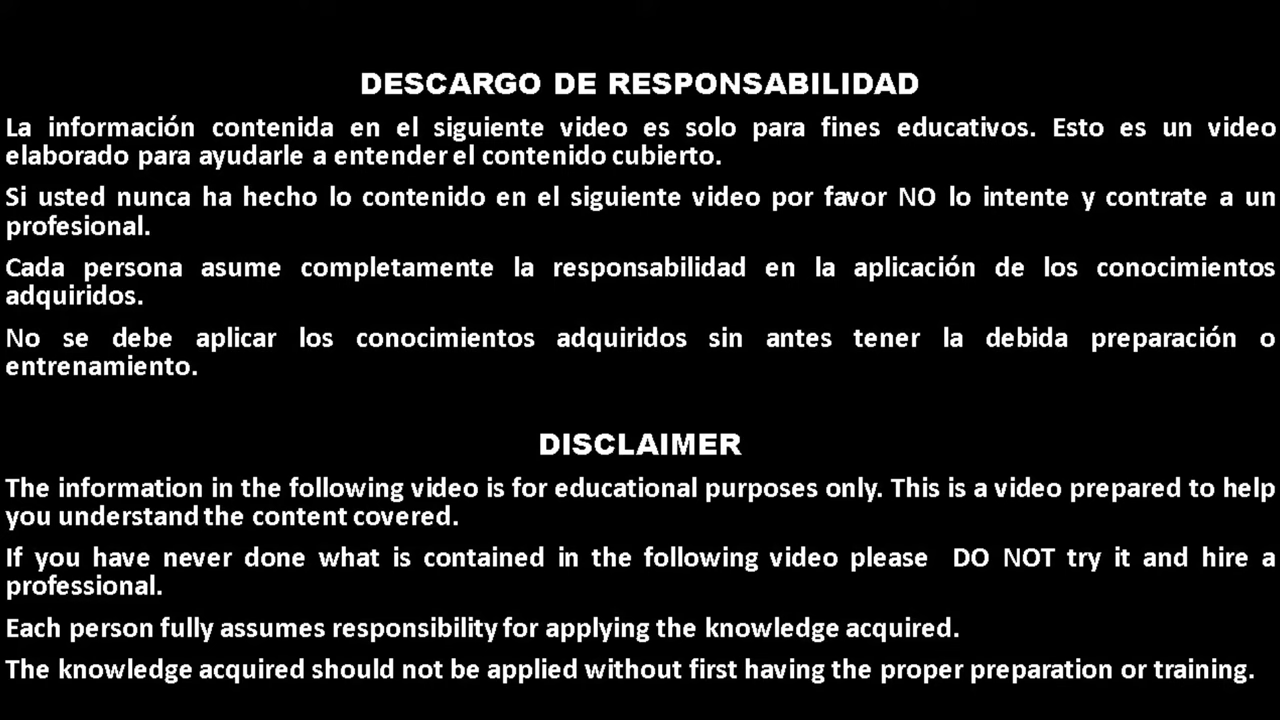 DESCARGO DE RESPONSABILIDAD
La información contenida en el siguiente video es solo para fines educativos. Esto es un video
elaborado para ayudarle a entender el contenido cubierto.
Si usted nunca ha hecho lo contenido en el siguiente video por favor NO lo intente y contrate a un
profesional.
Cada persona asume completamente la responsabilidad en la aplicación de los conocimientos
adquiridos.
No se debe aplicar los conocimientos adquiridos sin antes tener la debida preparación o
entrenamiento.
DISCLAIMER
The information in the following video is for educational purposes only. This is a video prepared to help
you understand the content covered.
If you have never done what is contained in the following video please DO NOT try it and hire a
professional.
Each person fully assumes responsibility for applying the knowledge acquired.
The knowledge acquired should not be applied without first having the proper preparation or training.